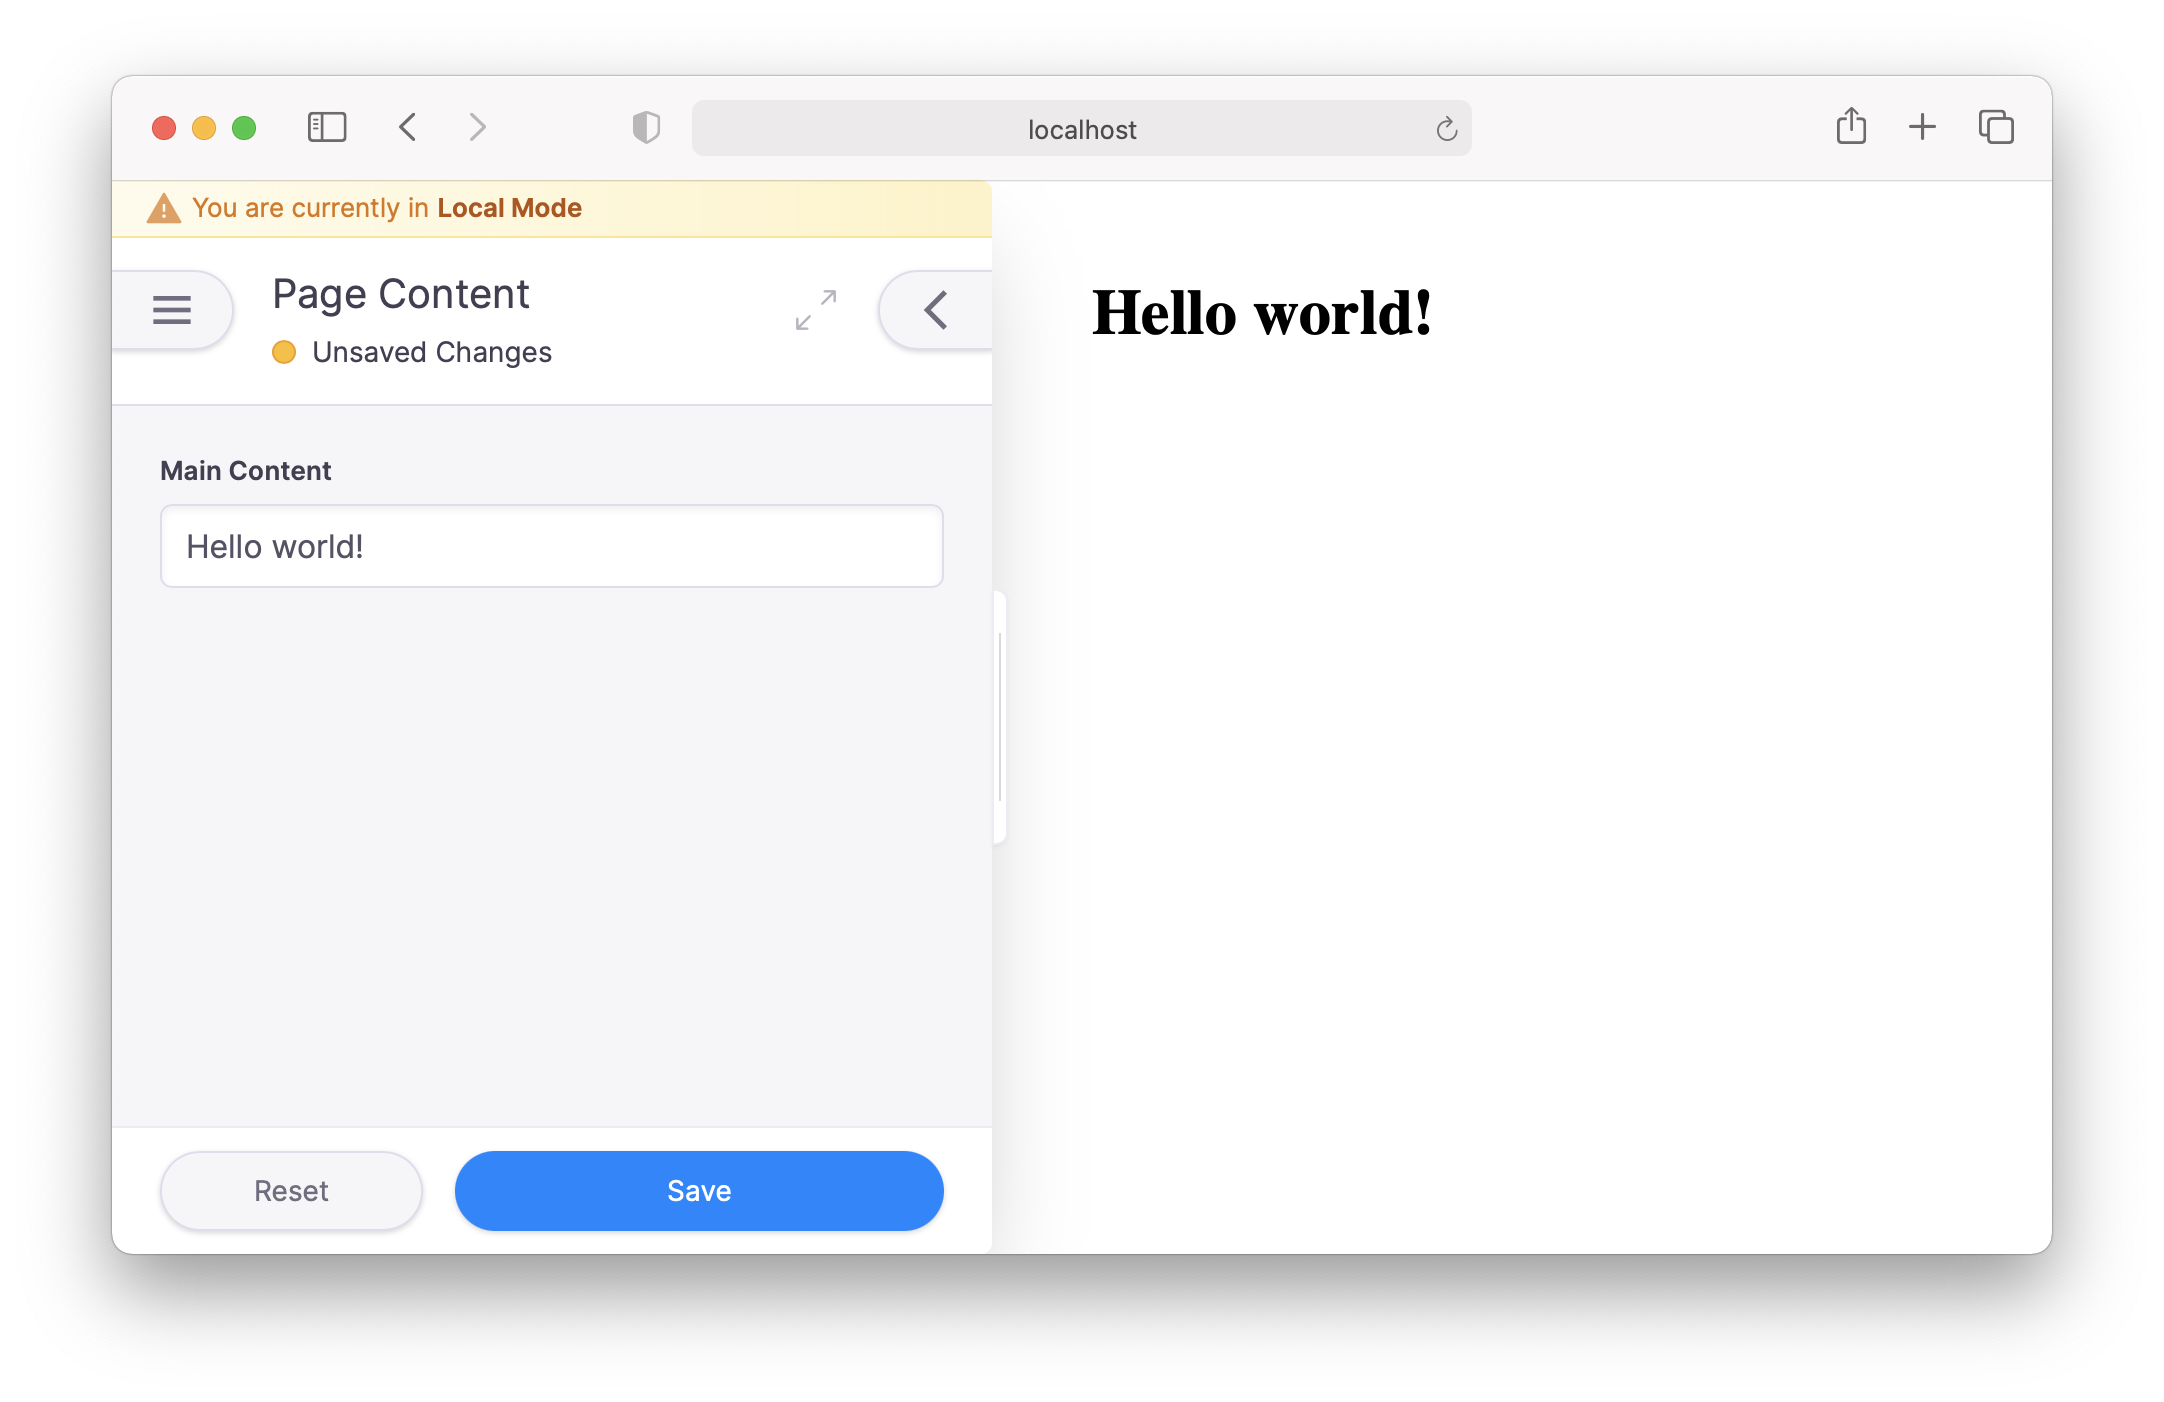 localhost
You are currently in Local Mode
Page Content
Unsaved Changes
Main Content
Hello world!
Reset
Save
Hello world!